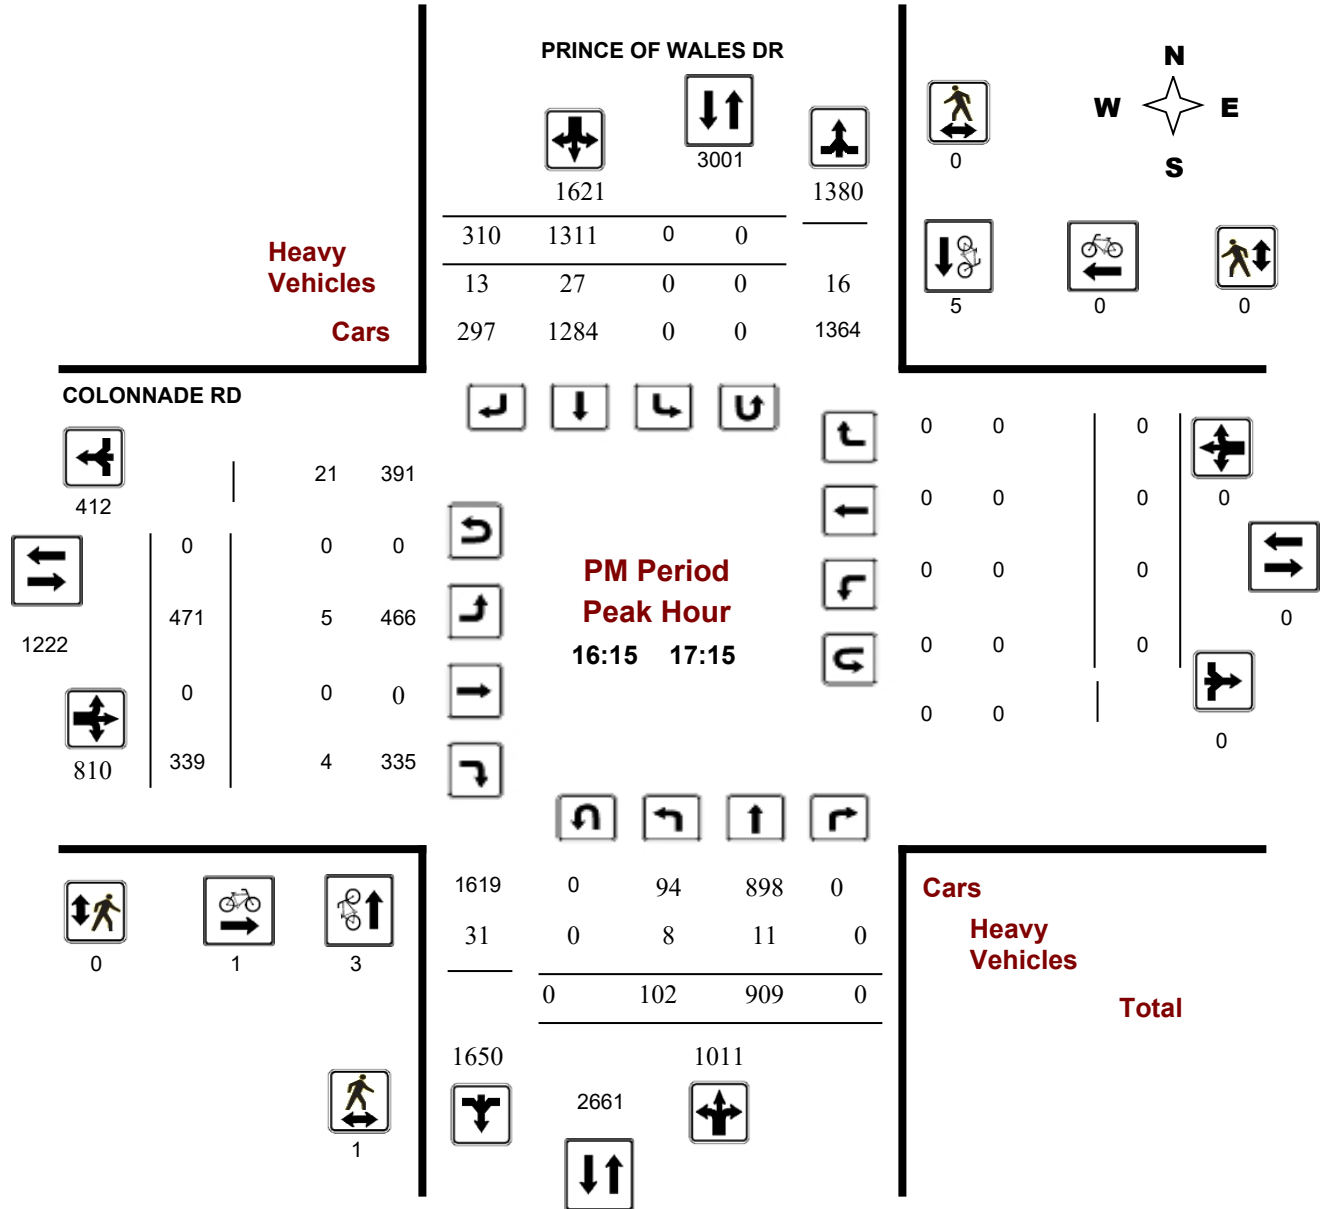 PRINCE OF WALES DR
N
W E
S
3001
0
1621 1380
310 1311 0 0
Heavy
Vehicles 13 27 0 0 16
5 0 0
Cars 297 1284 0 0 1364
COLONNADE RD
0 0 0
21 391
412
0 0 0 0
0 0 0
PM Period
0 0 0
Peak Hour
471 5 466
0
1222
16:15 17:15
0 0 0
0 0 0
0 0
0
810 339 4 335
1619 0 94 898 0 Cars
31 0 8 11 0 Heavy
Vehicles
0 1 3
0 102 909 0 Total
1650 1011
2661
1